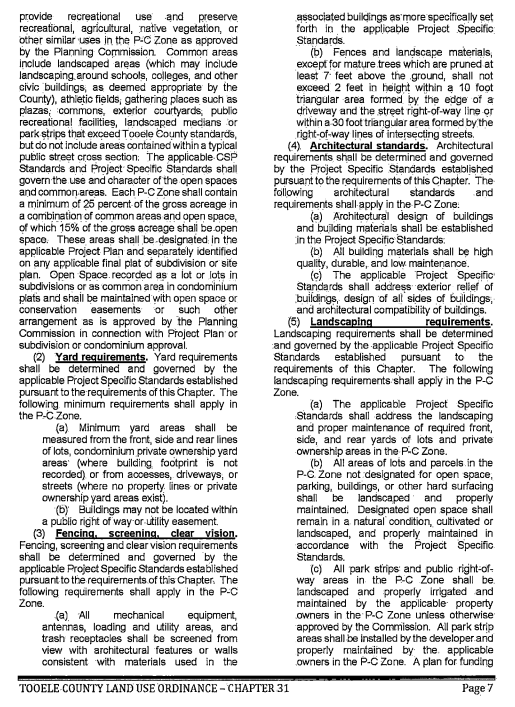 provide recreational use and preserve
recreational, agricultural, native vegetation, or
other similar uses in the P-C Zone as approved
by the Planning Commission. Common areas
include landscaped areas (which may include
landscaping around schools, colleges, and other
civic buildings, as deemed appropriate by the
County), athletic fields, gathering places such as
plazas, commons, exterior courtyards, public
recreational facilities, landscaped medians or
park strips that exceed Tooele County standards,
but do not include areas contained within a typical
public street cross section. The applicable CSP
Standards and Project Specific Standards shall
govern the use and character of the open spaces
and common areas. Each P-C Zone shall contain
a minimum of 25 percent of the gross acreage in
a combination of common areas and open space,
of which 15% of the gross acreage shall be open
space. These areas shall be designated in the
applicable Project Plan and separately identified
on any applicable final plat of subdivision or site
plan. Open Space recorded as a lot or lots in
subdivisions or as common area in condominium
plats and shall be maintained with open space or
conservation easements or such other
arrangement as is approved by the Planning
Commission in connection with Project Plan or
subdivision or condominium approval.
(2) Yard requirements. Yard requirements
shall be determined and governed by the
applicable Project Specific Standards established
pursuant to the requirements of this Chapter. The
following minimum requirements shall apply in
the P-C Zone.
(a) Minimum yard areas shall be
measured from the front, side and rear lines
of lots, condominium private ownership yard
areas (where building footprint is not
recorded) or from accesses, driveways, or
streets (where no property lines or private
ownership yard areas exist).
(b) Buildings may not be located within
a public right of way or utility easement.
(3) Fencing, screening, clear vision.
Fencing, screening and clear vision requirements
shall be determined and governed by the
applicable Project Specific Standards established
pursuant to the requirements of this Chapter. The
following requirements shall apply in the P-C
Zone.
(a) All mechanical equipment,
antennas, loading and utility areas, and
trash receptacles shall be screened from
view with architectural features or walls
consistent with materials used in the
associated buildings as more specifically set
forth in the applicable Project Specific
Standards.
(b) Fences and landscape materials,
except for mature trees which are pruned at
least 7 feet above the ground, shall not
exceed 2 feet in height within a 10 foot
triangular area formed by the edge of a
driveway and the street right-of-way line or
within a 30 foot triangular area formed by the
right-of-way lines of intersecting streets.
(4) Architectural standards. Architectural
requirements shall be determined and governed
by the Project Specific Standards established
pursuant to the requirements of this Chapter. The
following architectural standards and
requirements shall apply in the P-C Zone:
(a) Architectural design of buildings
and building materials shall be established
in the Project Specific Standards:
(b) All building materials shall be high
quality, durable, and low maintenance.
(c) The applicable Project Specific
Standards shall address exterior relief of
buildings, design of all sides of buildings,
and architectural compatibility of buildings.
(5) Landscaping requirements.
Landscaping requirements shall be determined
and governed by the applicable Project Specific
Standards established pursuant to the
requirements of this Chapter. The following
landscaping requirements shall apply in the P-C
Zone.
(a) The applicable Project Specific
Standards shall address the landscaping
and proper maintenance of required front,
side, and rear yards of lots and private
ownership areas in the P-C Zone.
(b) All areas of lots and parcels in the
P-C Zone not designated for open space,
parking, buildings, or other hard surfacing
shall be landscaped and properly
maintained. Designated open space shall
remain in a natural condition, cultivated or
landscaped, and properly maintained in
accordance with the Project Specific
Standards.
(c) All park strips and public right-of-
way areas in the P-C Zone shall be
landscaped and properly irrigated and
maintained by the applicable property
owners in the P-C Zone unless otherwise
approved by the Commission. All park strip
areas shall be installed by the developer and
properly maintained by the applicable
owners in the P-C Zone. A plan for funding
TOOELE COUNTY LAND USE ORDINANCE – CHAPTER 31 Page 7